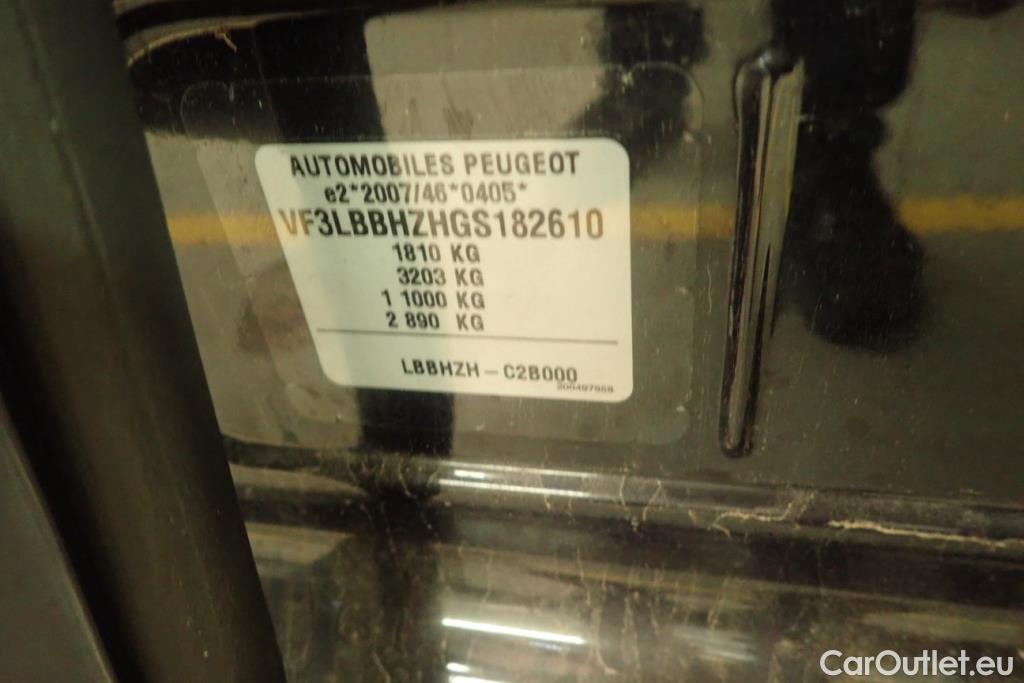 AUTOMOBILES PEUGEOT
e2*2007/46*0405*
VF3LBBHZHGS182610
1810 KG
3203 KG
1 1000 KG
2 890 KG
LBBHZH - C2B000
200497958
CarOutlet.eu